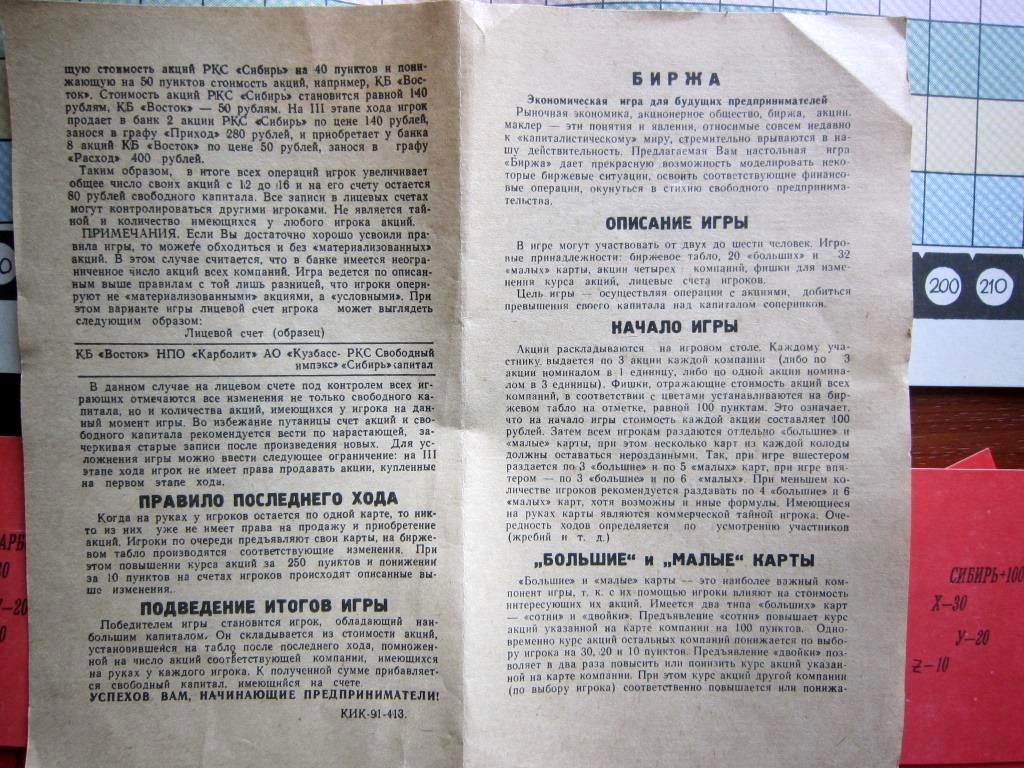 щую стоимость акций РКС «Сибирь» на 40 пунктов и пони-
жающую на 50 пунктов стоимость акций, например, КБ «Вос-
ток». Стоимость акций РКС «Сибирь» становится равной 140
рублям, КБ «Восток» — 50 рублям. На III этапе хода игрок
продает в банк 2 акции РКС «Сибирь» по цене 140 рублей,
занося в графу «Приход» 280 рублей, и приобретает у банка
8 акций КБ «Восток» по цене 50 рублей, занося в графу
«Расход» 400 рублей.
Таким образом, в итоге всех операций игрок увеличивает
общее число своих акций с 12 до 16 и на его счету остается
80 рублей свободного капитала. Все записи в лицевых счетах
могут контролироваться другими игроками. Не является тай-
ной и количество имеющихся у любого игрока акций.
ПРИМЕЧАНИЯ. Если Вы достаточно хорошо усвоили пра-
вила игры, то можете обходиться и без «материализованных»
акций. В этом случае считается, что в банке имеется неогра-
ниченное число акций всех компаний. Игра ведется по описан-
ным выше правилам с той лишь разницей, что игроки опери-
руют не «материализованными» акциями, а «условными». При
этом варианте игры лицевой счет игрока может выглядеть
следующим образом:
Лицевой счет (образец)
КБ «Восток» НПО «Карболит» АО «Кузбасс- РКС Свободный
импэкс» «Сибирь» капитал
В данном случае на лицевом счете под контролем всех иг-
рающих отмечаются все изменения не только свободного ка-
питала, но и количества акций, имеющихся у игрока на дан-
ный момент игры. Во избежание путаницы счет акций и сво-
бодного капитала рекомендуется вести по нарастающей, за-
черкивая старые записи после произведения новых. Для ус-
ложнения игры можно ввести следующее ограничение: на III
этапе хода игрок не имеет права продавать акции, купленные
на первом этапе хода.
ПРАВИЛО ПОСЛЕДНЕГО ХОДА
Когда на руках у игроков остается по одной карте, то ник-
то из них уже не имеет права на продажу и приобретение
акций. Игроки по очереди предъявляют свои карты, на бирже-
вом табло производятся соответствующие изменения. При
этом повышении курса акций за 250 пунктов и понижении
за 10 пунктов на счетах игроков происходят описанные вы-
ше изменения.
ПОДВЕДЕНИЕ ИТОГОВ ИГРЫ
Победителем игры становится игрок, обладающий наи-
большим капиталом. Он складывается из стоимости акций,
установившейся на табло после последнего хода, помножен-
ной на число акций соответствующей компании, имеющихся
на руках у каждого игрока. К полученной сумме прибавляет-
ся свободный капитал, имеющийся на счете.
УСПЕХОВ ВАМ, НАЧИНАЮЩИЕ ПРЕДПРИНИМАТЕЛИ!
КИК-91-413.
БИРЖА
Экономическая игра для будущих предпринимателей
Рыночная экономика, акционерное общество, биржа, акции.
маклер — эти понятия и явления, относимые совсем недавно
к «капиталистическому» миру, стремительно врываются в на-
шу действительность. Предлагаемая Вам настольная игра
«Биржа» дает прекрасную возможность моделировать неко-
торые биржевые ситуации, освоить соответствующие финансо-
вые операции, окунуться в стихию свободного предпринима-
тельства.
ОПИСАНИЕ ИГРЫ
В игре могут участвовать от двух до шести человек. Игро-
вые принадлежности: биржевое табло, 20 «больших» и 32
«малых» карты, акции четырех компаний, фишки для изме-
нения курса акций, лицевые счета игроков.
Цель игры — осуществляя операции с акциями, добиться
превышения своего капитала над капиталом соперников.
НАЧАЛО ИГРЫ
Акции раскладываются на игровом столе. Каждому уча-
стнику выдается по 3 акции каждой компании (либо по 3
акции номиналом в 1 единицу, либо но одной акции номина-
лом в 3 единицы). Фишки, отражающие стоимость акций всех
компаний, в соответствии с цветами устанавливаются на бир-
жевом табло на отметке, равной 100 пунктам. Это означает,
что на начало игры стоимость каждой акции составляет 100
рублей. Затем всем игрокам раздаются отдельно «большие» и
«малые» карты, при этом несколько карт из каждой колоды
должны оставаться нерозданными. Так, при игре вшестером
раздается по 3 «большие» и по 5 «малых» карт, при игре впя-
тером — по 3 «большие» и по 6 «малых». При меньшем ко-
личестве игроков рекомендуется раздавать по 4 «большие» и 6
«малых» карт, хотя возможны и иные формулы. Имеющиеся
на руках карты являются коммерческой тайной игрока. Оче-
редность ходов определяется по усмотрению участников
(жребий и т. д.)
„БОЛЬШИЕ“ и „МАЛЫЕ“ КАРТЫ
«Большие» и «малые» карты — это наиболее важный ком-
понент игры, т. к. с их помощью игроки влияют на стоимость
интересующих их акций. Имеется два типа «больших» карт
— «сотни» и «двойки». Предъявление «сотни» повышает курс
акций указанной на карте компании на 100 пунктов. Одно-
временно курс акций остальных компаний понижается по выбо-
ру игрока на 30, 20 и 10 пунктов. Предъявление «двойки» поз-
воляет в два раза повысить или понизить курс акций указан-
ной на карте компании. При этом курс акций другой компании
(по выбору игрока) соответственно повышается или понижа-
200 210
СИБИРЬ+100
X—30
У—20
Z—10